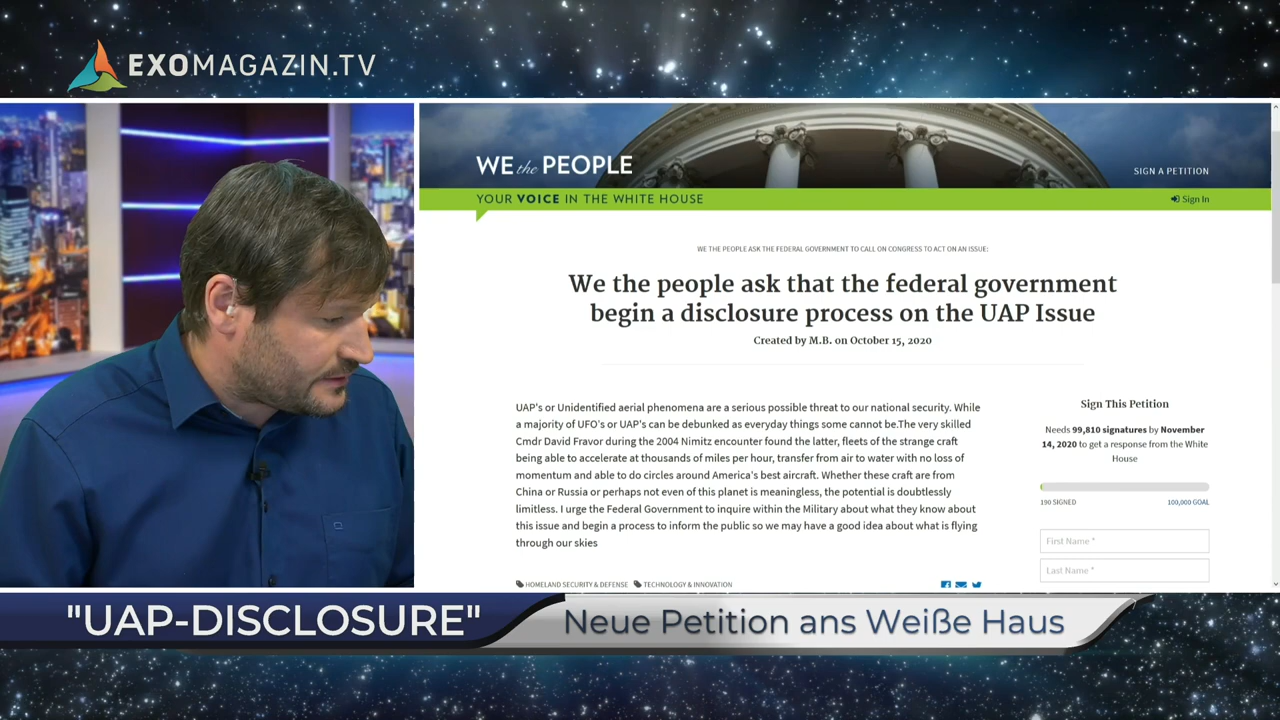 EXOMAGAZIN.TV
WE the PEOPLE
SIGN A PETITION
YOUR VOICE IN THE WHITE HOUSE
Sign In
WE THE PEOPLE ASK THE FEDERAL GOVERNMENT TO CALL ON CONGRESS TO ACT ON AN ISSUE:
We the people ask that the federal government
begin a disclosure process on the UAP Issue
Created by M.B. on October 15, 2020
UAP's or Unidentified aerial phenomena are a serious possible threat to our national security. While
a majority of UFO's or UAP's can be debunked as everyday things some cannot be.The very skilled
Cmdr David Fravor during the 2004 Nimitz encounter found the latter, fleets of the strange craft
being able to accelerate at thousands of miles per hour, transfer from air to water with no loss of
momentum and able to do circles around America's best aircraft. Whether these craft are from
China or Russia or perhaps not even of this planet is meaningless, the potential is doubtlessly
limitless. I urge the Federal Government to inquire within the Military about what they know about
this issue and begin a process to inform the public so we may have a good idea about what is flying
through our skies
HOMELAND SECURITY & DEFENSE TECHNOLOGY & INNOVATION
Sign This Petition
Needs 99,810 signatures by November
14, 2020 to get a response from the White
House
190 SIGNED
100,000 GOAL
First Name *
Last Name *
"UAP-DISCLOSURE"
Neue Petition ans Weiße Haus